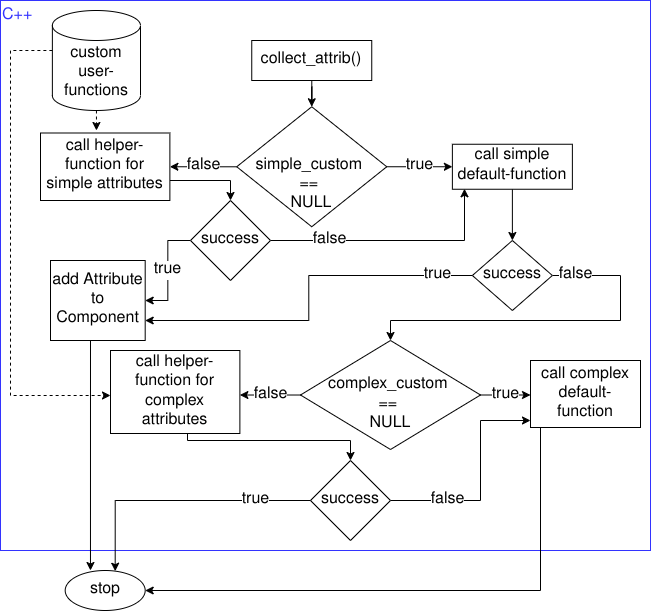 C++
custom
user-
functions
collect_attrib()
call helper-
function for
simple attributes
false
simple_custom
==
NULL
true
call simple
default-function
success
false
true
success
true
false
add Attribute
to
Component
call helper-
function for
complex
attributes
false
complex_custom
==
NULL
true
call complex
default-
function
true
success
false
stop